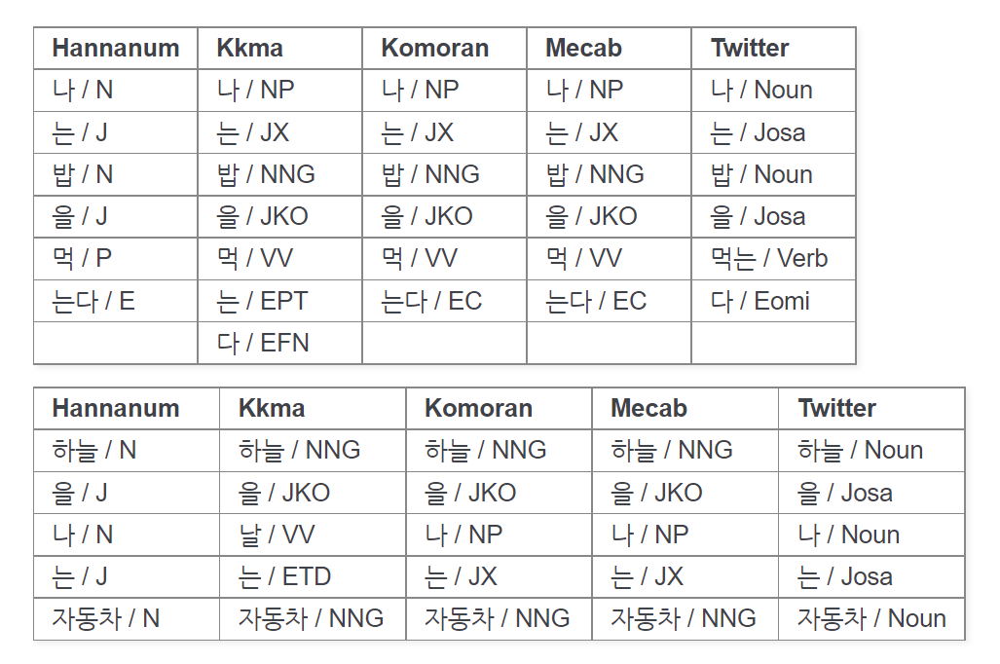 Hannanum Kkma Komoran Mecab Twitter
나 / N 나 / NP 나 / NP 나 / NP 나 / Noun
는 / J 는 / JX 는 / JX 는 / JX 는 / Josa
밥 / N 밥 / NNG 밥 / NNG 밥 / NNG 밥 / Noun
을 / J 을 / JKO 을 / JKO 을 / JKO 을 / Josa
먹 / P 먹 / VV 먹 / VV 먹 / VV 먹는 / Verb
는다 / E 는 / EPT 는다 / EC 는다 / EC 다 / Eomi
다 / EFN
Hannanum Kkma Komoran Mecab Twitter
하늘 / N 하늘 / NNG 하늘 / NNG 하늘 / NNG 하늘 / Noun
을 / J 을 / JKO 을 / JKO 을 / JKO 을 / Josa
나 / N 날 / VV 나 / NP 나 / NP 나 / Noun
는 / J 는 / ETD 는 / JX 는 / JX 는 / Josa
자동차 / N 자동차 / NNG 자동차 / NNG 자동차 / NNG 자동차 / Noun